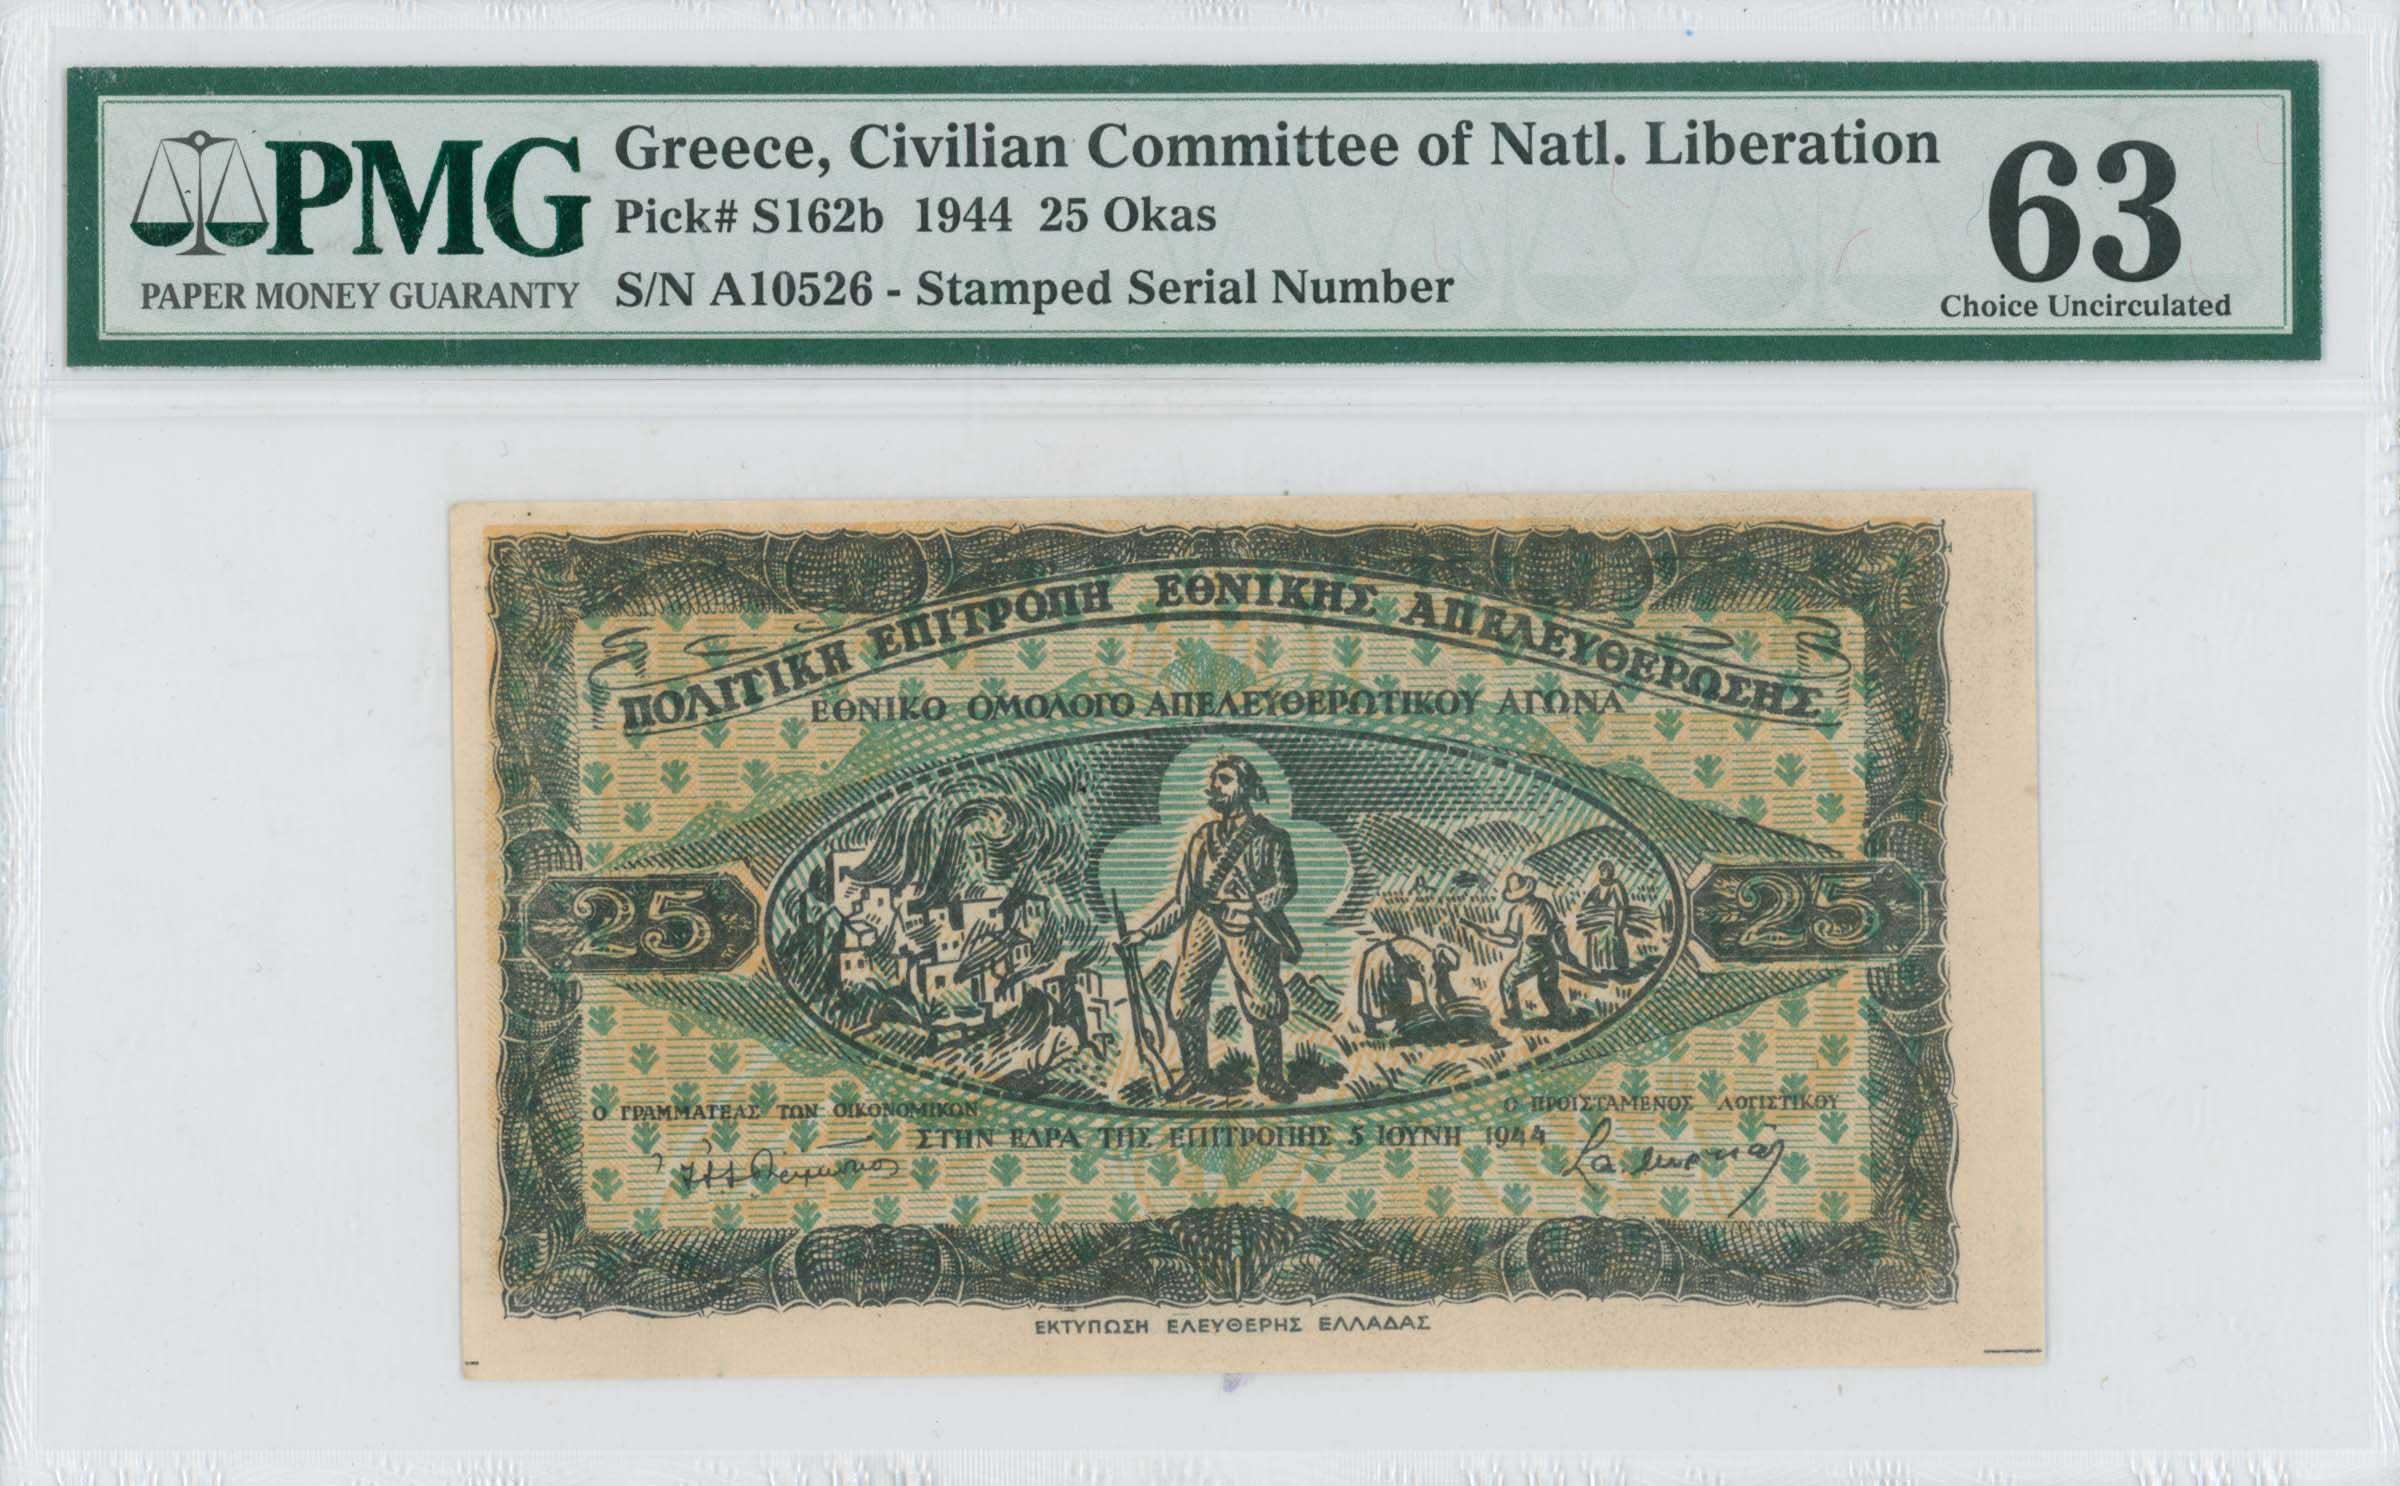 PMG
PAPER MONEY GUARANTY
Greece, Civilian Committee of Natl. Liberation
Pick# S162b 1944 25 Okas
S/N A10526 - Stamped Serial Number
63
Choice Uncirculated
ΠΟΛΙΤΙΚΗ ΕΠΙΤΡΟΠΗ ΕΘΝΙΚΗΣ ΑΠΕΛΕΥΘΕΡΩΣΗΣ
ΕΘΝΙΚΟ ΟΜΟΛΟΓΟ ΑΠΕΛΕΥΘΕΡΩΤΙΚΟΥ ΑΓΩΝΑ
25
25
Ο ΓΡΑΜΜΑΤΕΑΣ ΤΩΝ ΟΙΚΟΝΟΜΙΚΩΝ
Ο ΠΡΟΙΣΤΑΜΕΝΟΣ ΛΟΓΙΣΤΙΚΟΥ
ΣΤΗΝ ΕΔΡΑ ΤΗΣ ΕΠΙΤΡΟΠΗΣ 5 ΙΟΥΝΗ 1944
ΕΚΤΥΠΩΣΗ ΕΛΕΥΘΕΡΗΣ ΕΛΛΑΔΑΣ